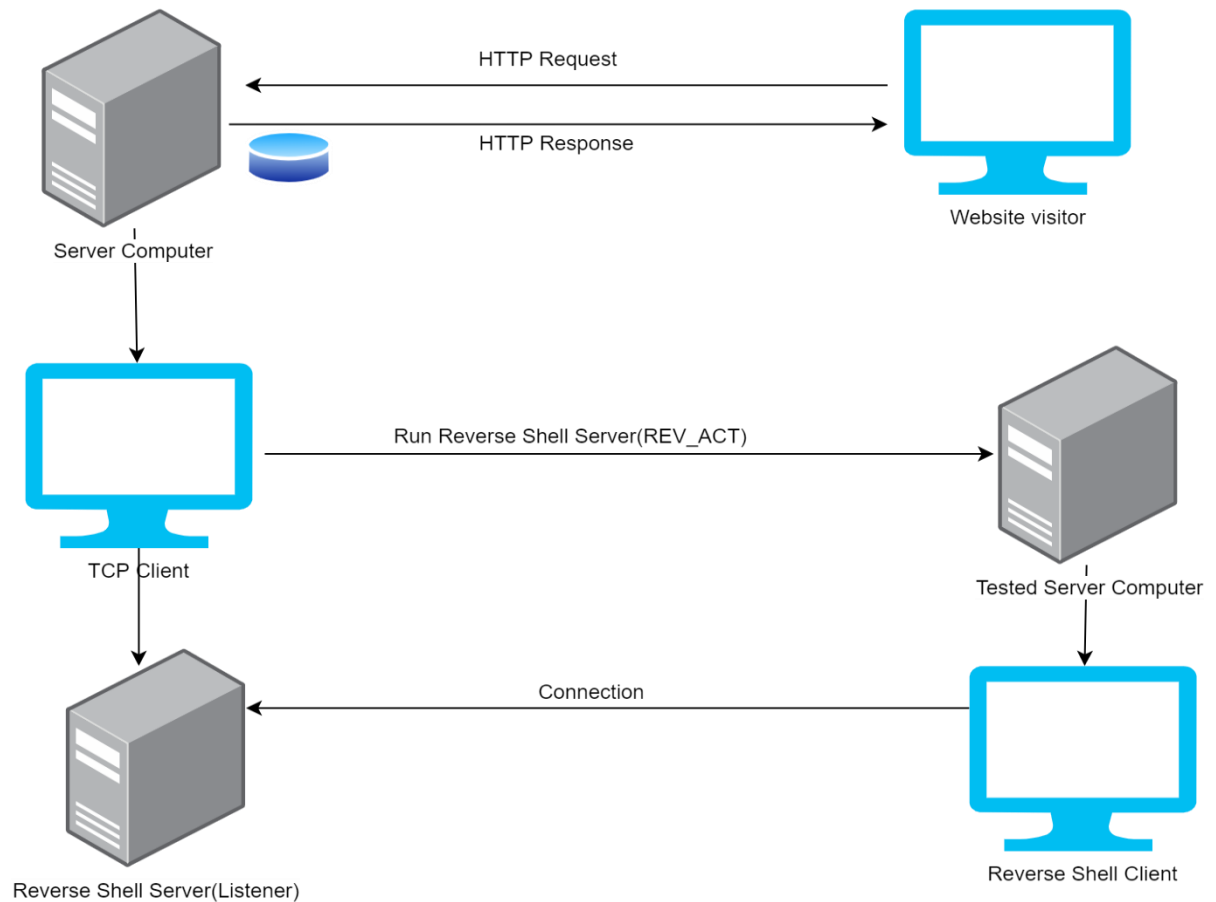 HTTP Request
HTTP Response
Website visitor
Server Computer
Run Reverse Shell Server(REV_ACT)
TCP Client
Tested Server Computer
Connection
Reverse Shell Client
Reverse Shell Server(Listener)